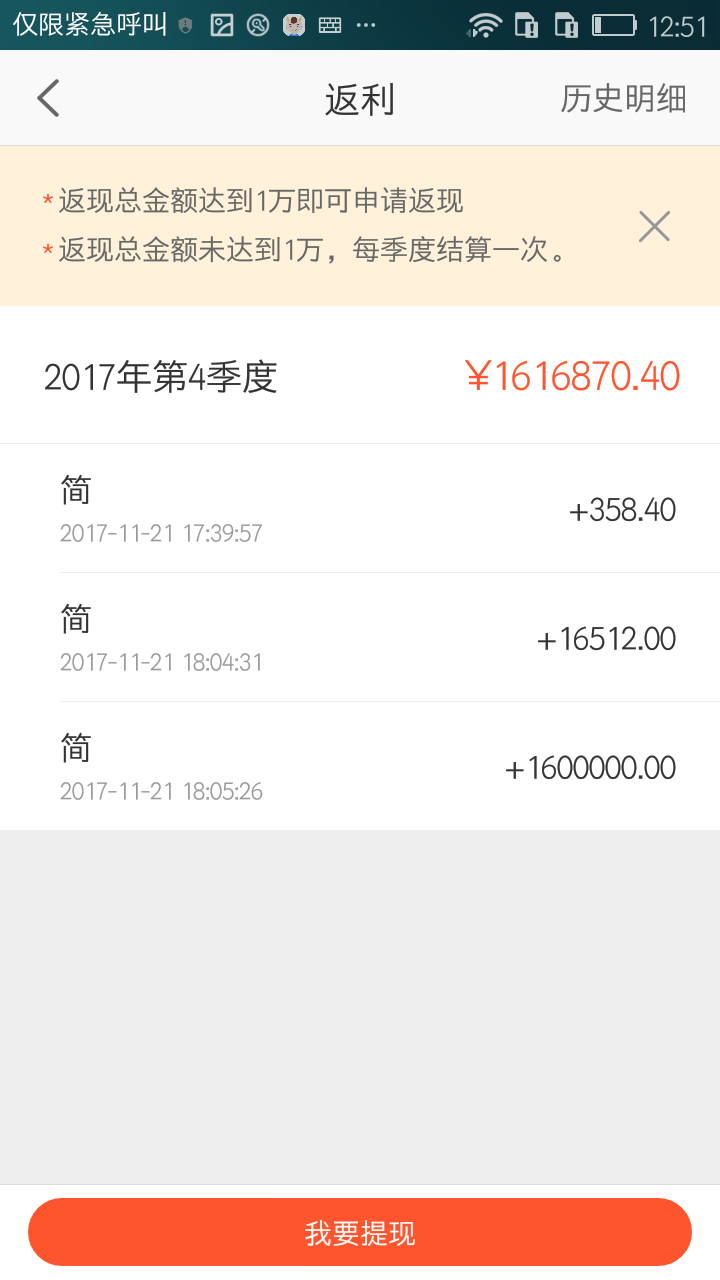 仅限紧急呼叫 ··· 12:51
返利 历史明细
*返现总金额达到1万即可申请返现
*返现总金额未达到1万，每季度结算一次。
2017年第4季度 ¥1616870.40
简
2017-11-21 17:39:57 +358.40
简
2017-11-21 18:04:31 +16512.00
简
2017-11-21 18:05:26 +1600000.00
我要提现